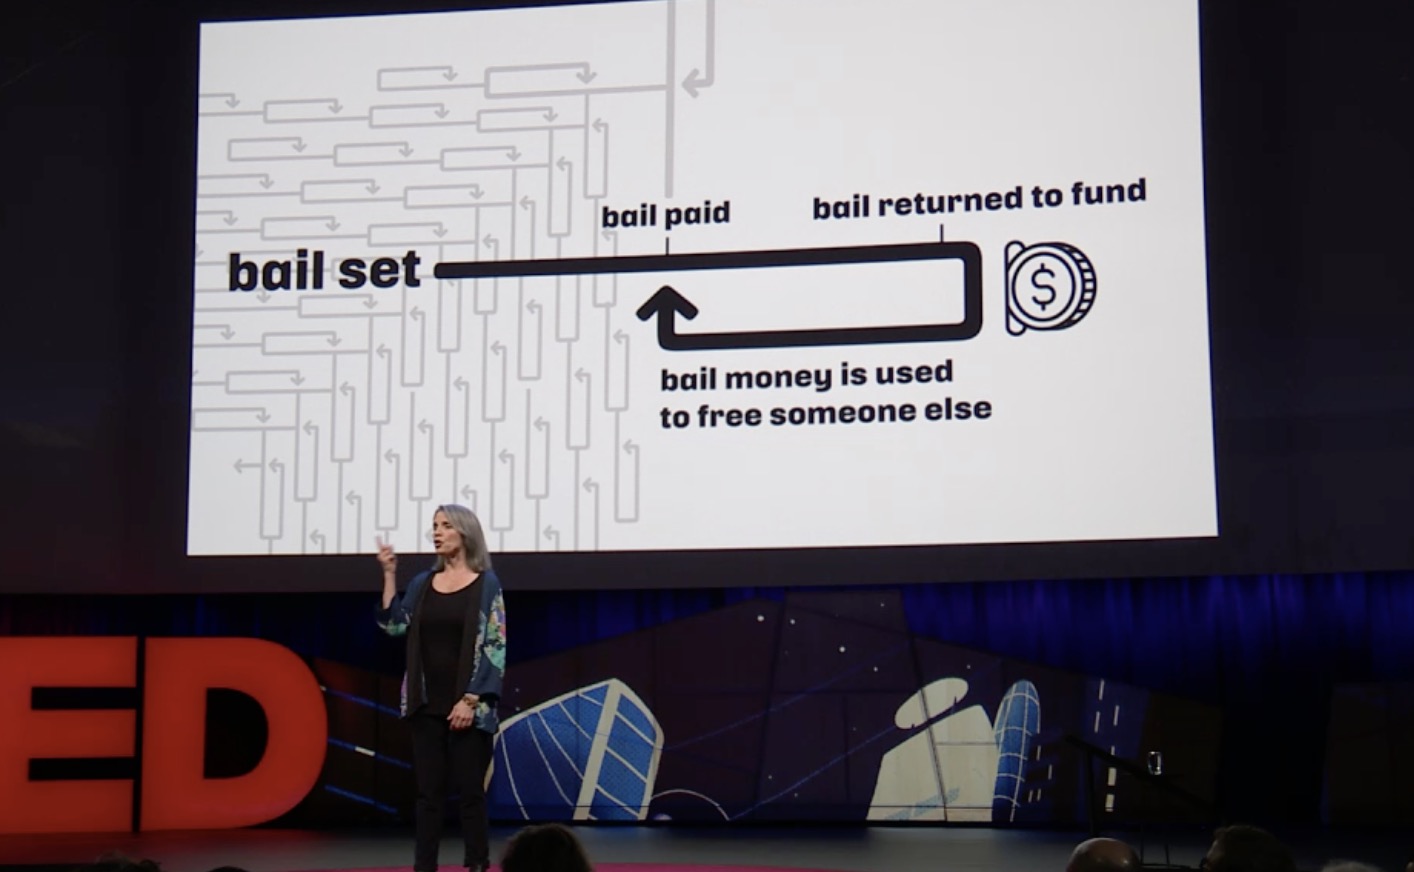 bail paid
bail returned to fund
bail set
$
bail money is used
to free someone else
ED